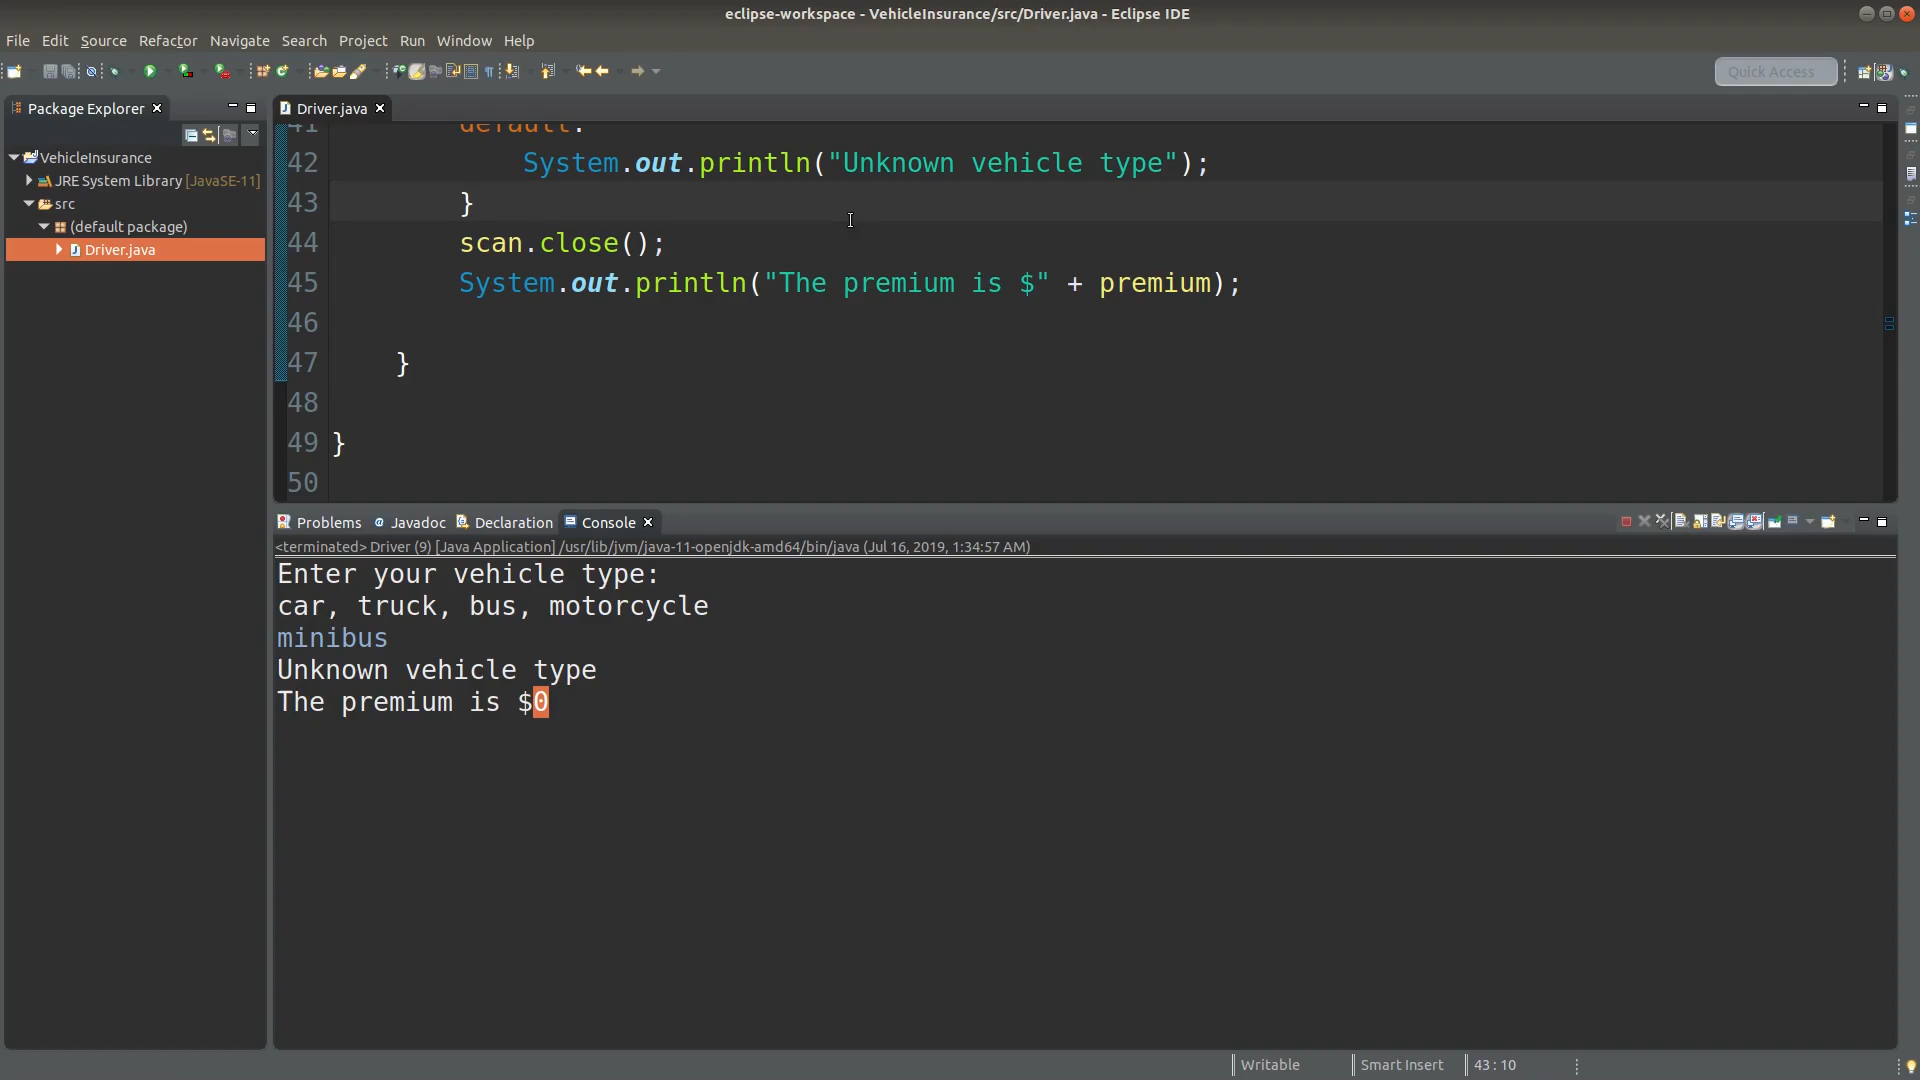 eclipse-workspace - VehicleInsurance/src/Driver.java - Eclipse IDE
File Edit Source Refactor Navigate Search Project Run Window Help
Quick Access
Package Explorer
Driver.java
VehicleInsurance
JRE System Library [JavaSE-11]
src
(default package)
Driver.java
41 default:
42 System.out.println("Unknown vehicle type");
43 }
44 scan.close();
45 System.out.println("The premium is $" + premium);
46
47 }
48
49 }
50
Problems Javadoc Declaration Console
<terminated> Driver (9) [Java Application] /usr/lib/jvm/java-11-openjdk-amd64/bin/java (Jul 16, 2019, 1:34:57 AM)
Enter your vehicle type:
car, truck, bus, motorcycle
minibus
Unknown vehicle type
The premium is $0
Writable Smart Insert 43 : 10